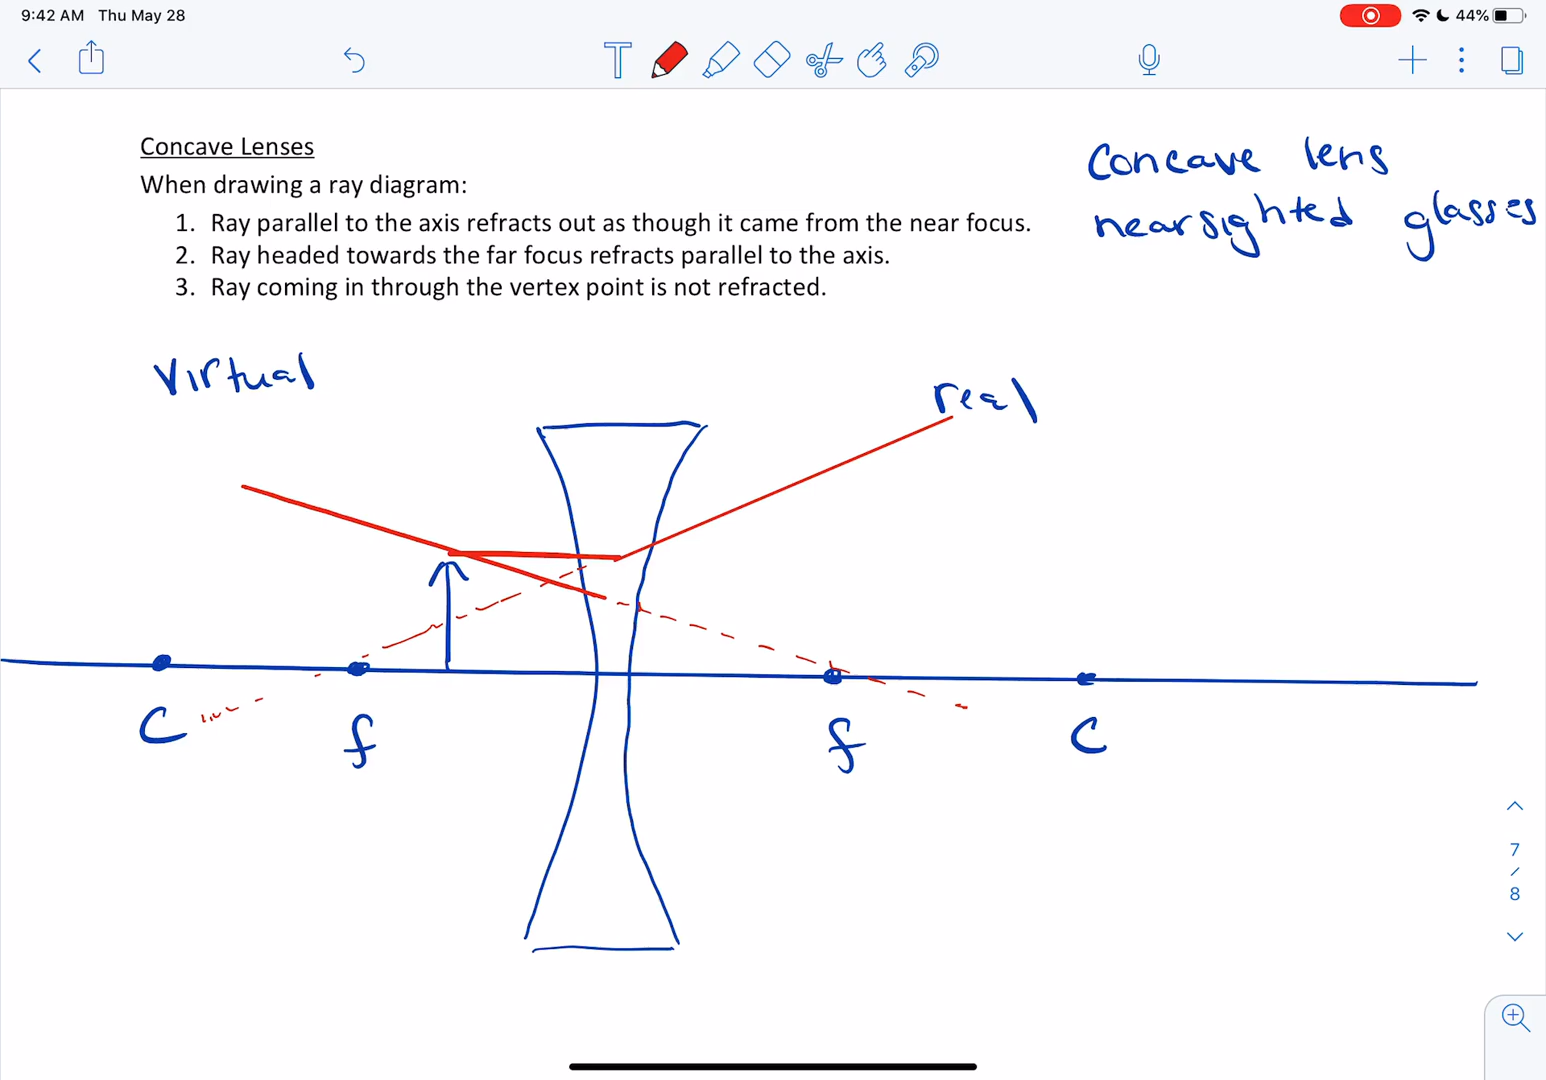 9:42 AM Thu May 28
44%
Concave Lenses
When drawing a ray diagram:
1. Ray parallel to the axis refracts out as though it came from the near focus.
2. Ray headed towards the far focus refracts parallel to the axis.
3. Ray coming in through the vertex point is not refracted.
Concave lens
nearsighted glasses
Virtual
real
C
f
f
C
7
/
8